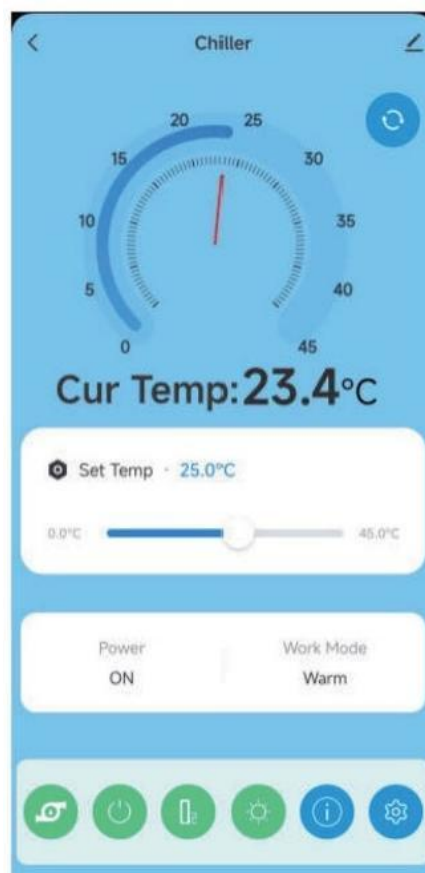 Chiller
20 25
15 30
10 35
5 40
0 45
Cur Temp:23.4°C
Set Temp · 25.0°C
0.0°C 45.0°C
Power Work Mode
ON Warm
2
i